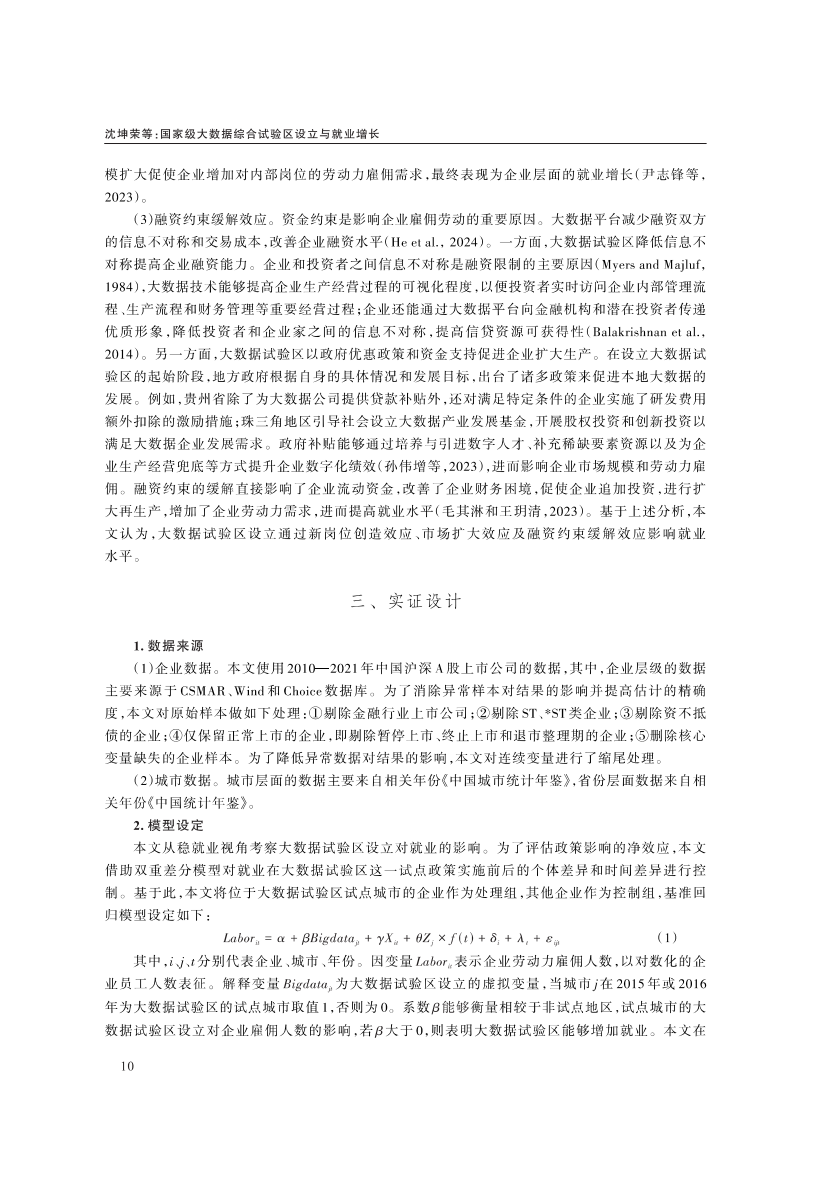 沈坤荣等:国家级大数据综合试验区设立与就业增长
模扩大促使企业增加对内部岗位的劳动力雇佣需求,最终表现为企业层面的就业增长(尹志锋等,
2023)。
(3)融资约束缓解效应。资金约束是影响企业雇佣劳动的重要原因。大数据平台减少融资双方
的信息不对称和交易成本,改善企业融资水平(He et al., 2024)。一方面,大数据试验区降低信息不
对称提高企业融资能力。企业和投资者之间信息不对称是融资限制的主要原因(Myers and Majluf,
1984),大数据技术能够提高企业生产经营过程的可视化程度,以便投资者实时访问企业内部管理流
程、生产流程和财务管理等重要经营过程;企业还能通过大数据平台向金融机构和潜在投资者传递
优质形象,降低投资者和企业家之间的信息不对称,提高信贷资源可获得性(Balakrishnan et al.,
2014)。另一方面,大数据试验区以政府优惠政策和资金支持促进企业扩大生产。在设立大数据试
验区的起始阶段,地方政府根据自身的具体情况和发展目标,出台了诸多政策来促进本地大数据的
发展。例如,贵州省除了为大数据公司提供贷款补贴外,还对满足特定条件的企业实施了研发费用
额外扣除的激励措施;珠三角地区引导社会设立大数据产业发展基金,开展股权投资和创新投资以
满足大数据企业发展需求。政府补贴能够通过培养与引进数字人才、补充稀缺要素资源以及为企
业生产经营兜底等方式提升企业数字化绩效(孙伟增等,2023),进而影响企业市场规模和劳动力雇
佣。融资约束的缓解直接影响了企业流动资金,改善了企业财务困境,促使企业追加投资,进行扩
大再生产,增加了企业劳动力需求,进而提高就业水平(毛其淋和王玥清,2023)。基于上述分析,本
文认为,大数据试验区设立通过新岗位创造效应、市场扩大效应及融资约束缓解效应影响就业
水平。
三、实证设计
1. 数据来源
(1)企业数据。本文使用2010—2021年中国沪深A股上市公司的数据,其中,企业层级的数据
主要来源于CSMAR、Wind和Choice数据库。为了消除异常样本对结果的影响并提高估计的精确
度,本文对原始样本做如下处理:①剔除金融行业上市公司;②剔除ST、*ST类企业;③剔除资不抵
债的企业;④仅保留正常上市的企业,即剔除暂停上市、终止上市和退市整理期的企业;⑤删除核心
变量缺失的企业样本。为了降低异常数据对结果的影响,本文对连续变量进行了缩尾处理。
(2)城市数据。城市层面的数据主要来自相关年份《中国城市统计年鉴》,省份层面数据来自相
关年份《中国统计年鉴》。
2. 模型设定
本文从稳就业视角考察大数据试验区设立对就业的影响。为了评估政策影响的净效应,本文
借助双重差分模型对就业在大数据试验区这一试点政策实施前后的个体差异和时间差异进行控
制。基于此,本文将位于大数据试验区试点城市的企业作为处理组,其他企业作为控制组,基准回
归模型设定如下:
Labor_it = α + βBigdata_jt + γX_it + θZ_j × f(t) + δ_i + λ_t + ε_ijt (1)
其中,i、j、t分别代表企业、城市、年份。因变量Labor_it表示企业劳动力雇佣人数,以对数化的企
业员工人数表征。解释变量Bigdata_jt为大数据试验区设立的虚拟变量,当城市j在2015年或2016
年为大数据试验区的试点城市取值1,否则为0。系数β能够衡量相较于非试点地区,试点城市的大
数据试验区设立对企业雇佣人数的影响,若β大于0,则表明大数据试验区能够增加就业。本文在
10